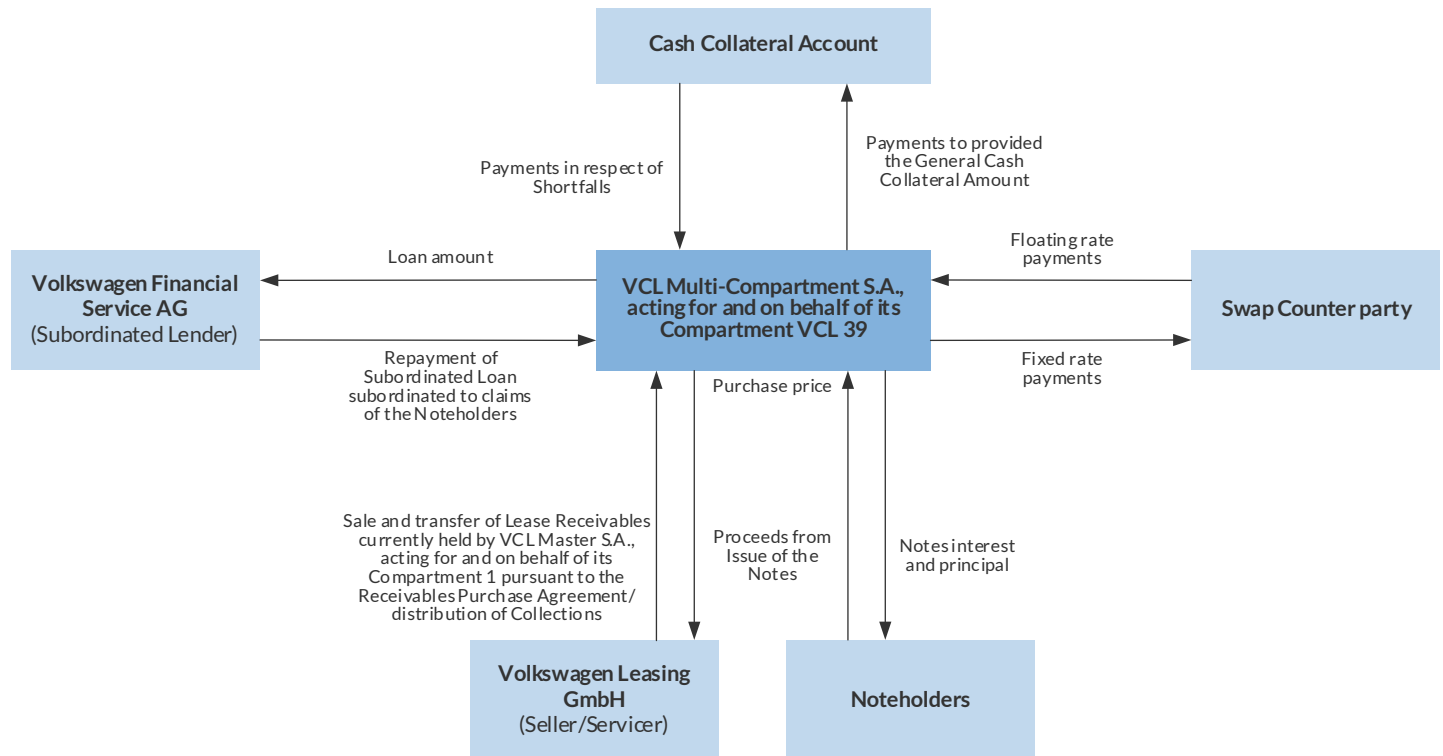 Cash Collateral Account
Payments in respect of
Shortfalls
Payments to provided
the General Cash
Collateral Amount
Volkswagen Financial
Service AG
(Subordinated Lender)
Loan amount
Repayment of
Subordinated Loan
subordinated to claims
of the Noteholders
VCL Multi-Compartment S.A.,
acting for and on behalf of its
Compartment VCL 39
Floating rate
payments
Fixed rate
payments
Swap Counter party
Purchase price
Sale and transfer of Lease Receivables
currently held by VCL Master S.A.,
acting for and on behalf of its
Compartment 1 pursuant to the
Receivables Purchase Agreement/
distribution of Collections
Proceeds from
Issue of the
Notes
Notes interest
and principal
Volkswagen Leasing
GmbH
(Seller/Servicer)
Noteholders